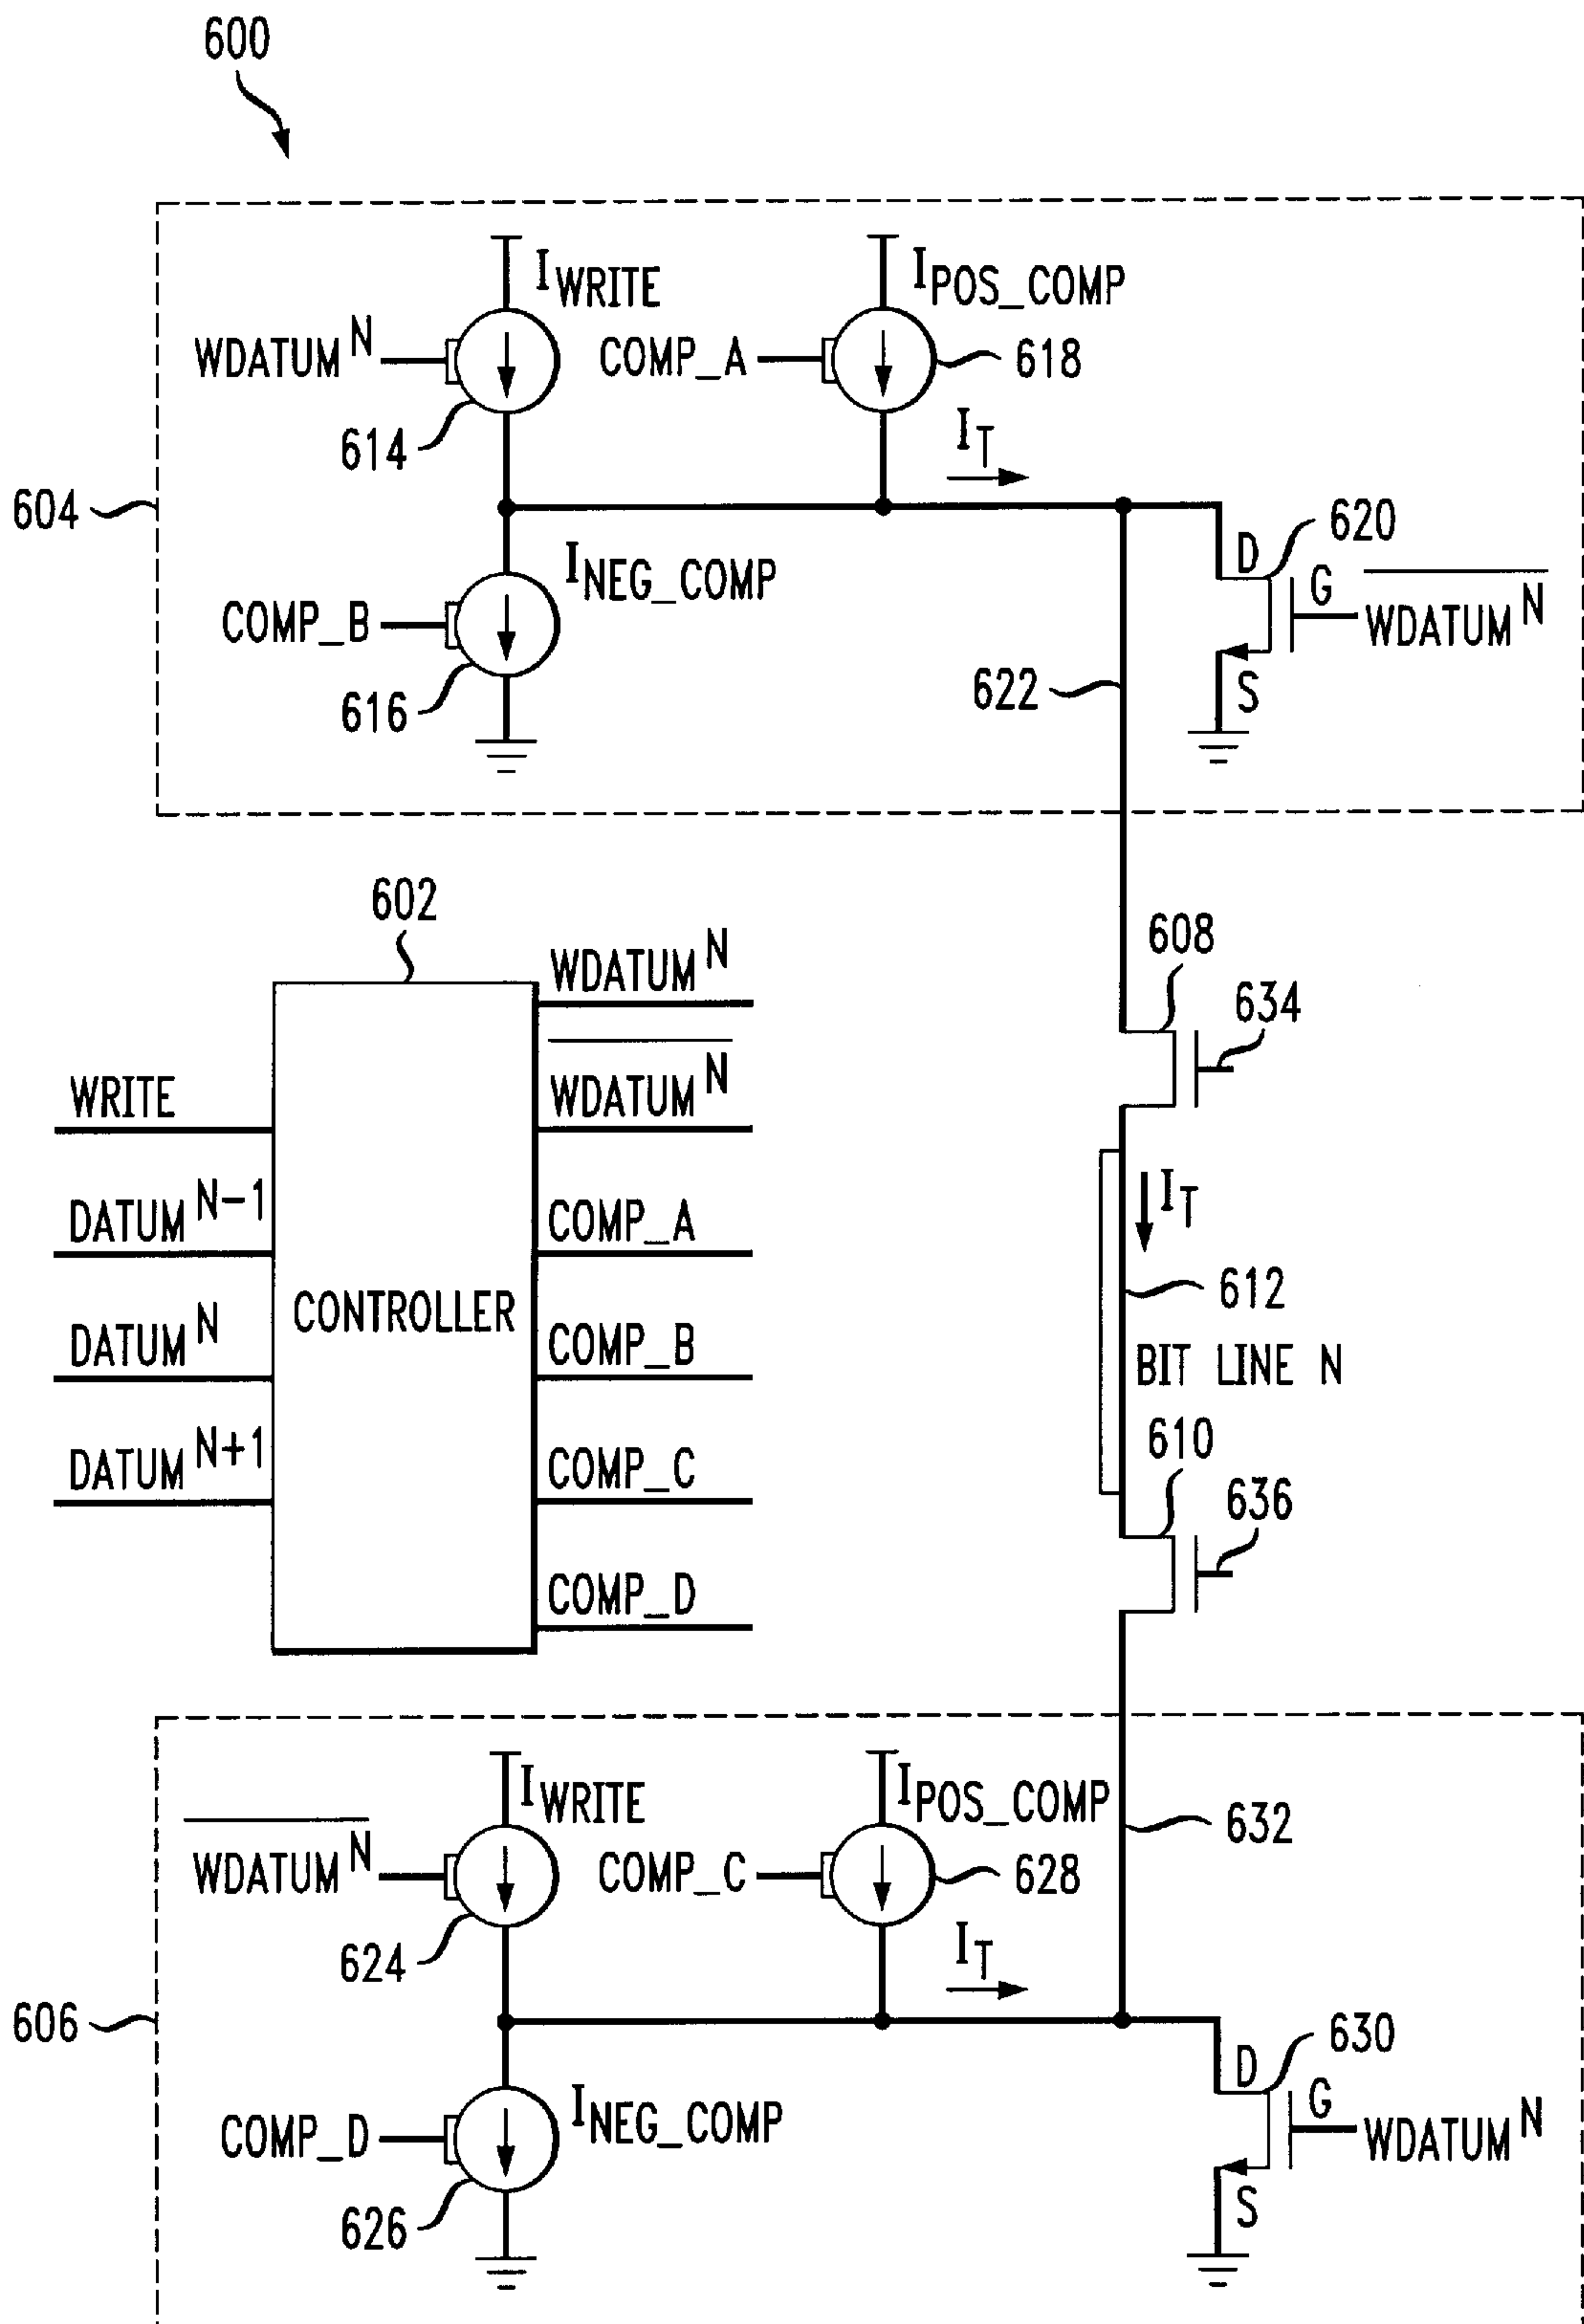 600
I WRITE
I POS_COMP
WDATUM N
COMP_A
618
614
I T
604
620
I NEG_COMP
D
G
WDATUM N
COMP_B
S
622
616
602
608
WDATUM N
634
WRITE
WDATUM N
DATUM N-1
COMP_A
I T
612
CONTROLLER
DATUM N
COMP_B
BIT LINE N
610
DATUM N+1
COMP_C
636
COMP_D
I WRITE
I POS_COMP
632
WDATUM N
COMP_C
628
624
I T
606
630
D
I NEG_COMP
G
COMP_D
WDATUM N
S
626